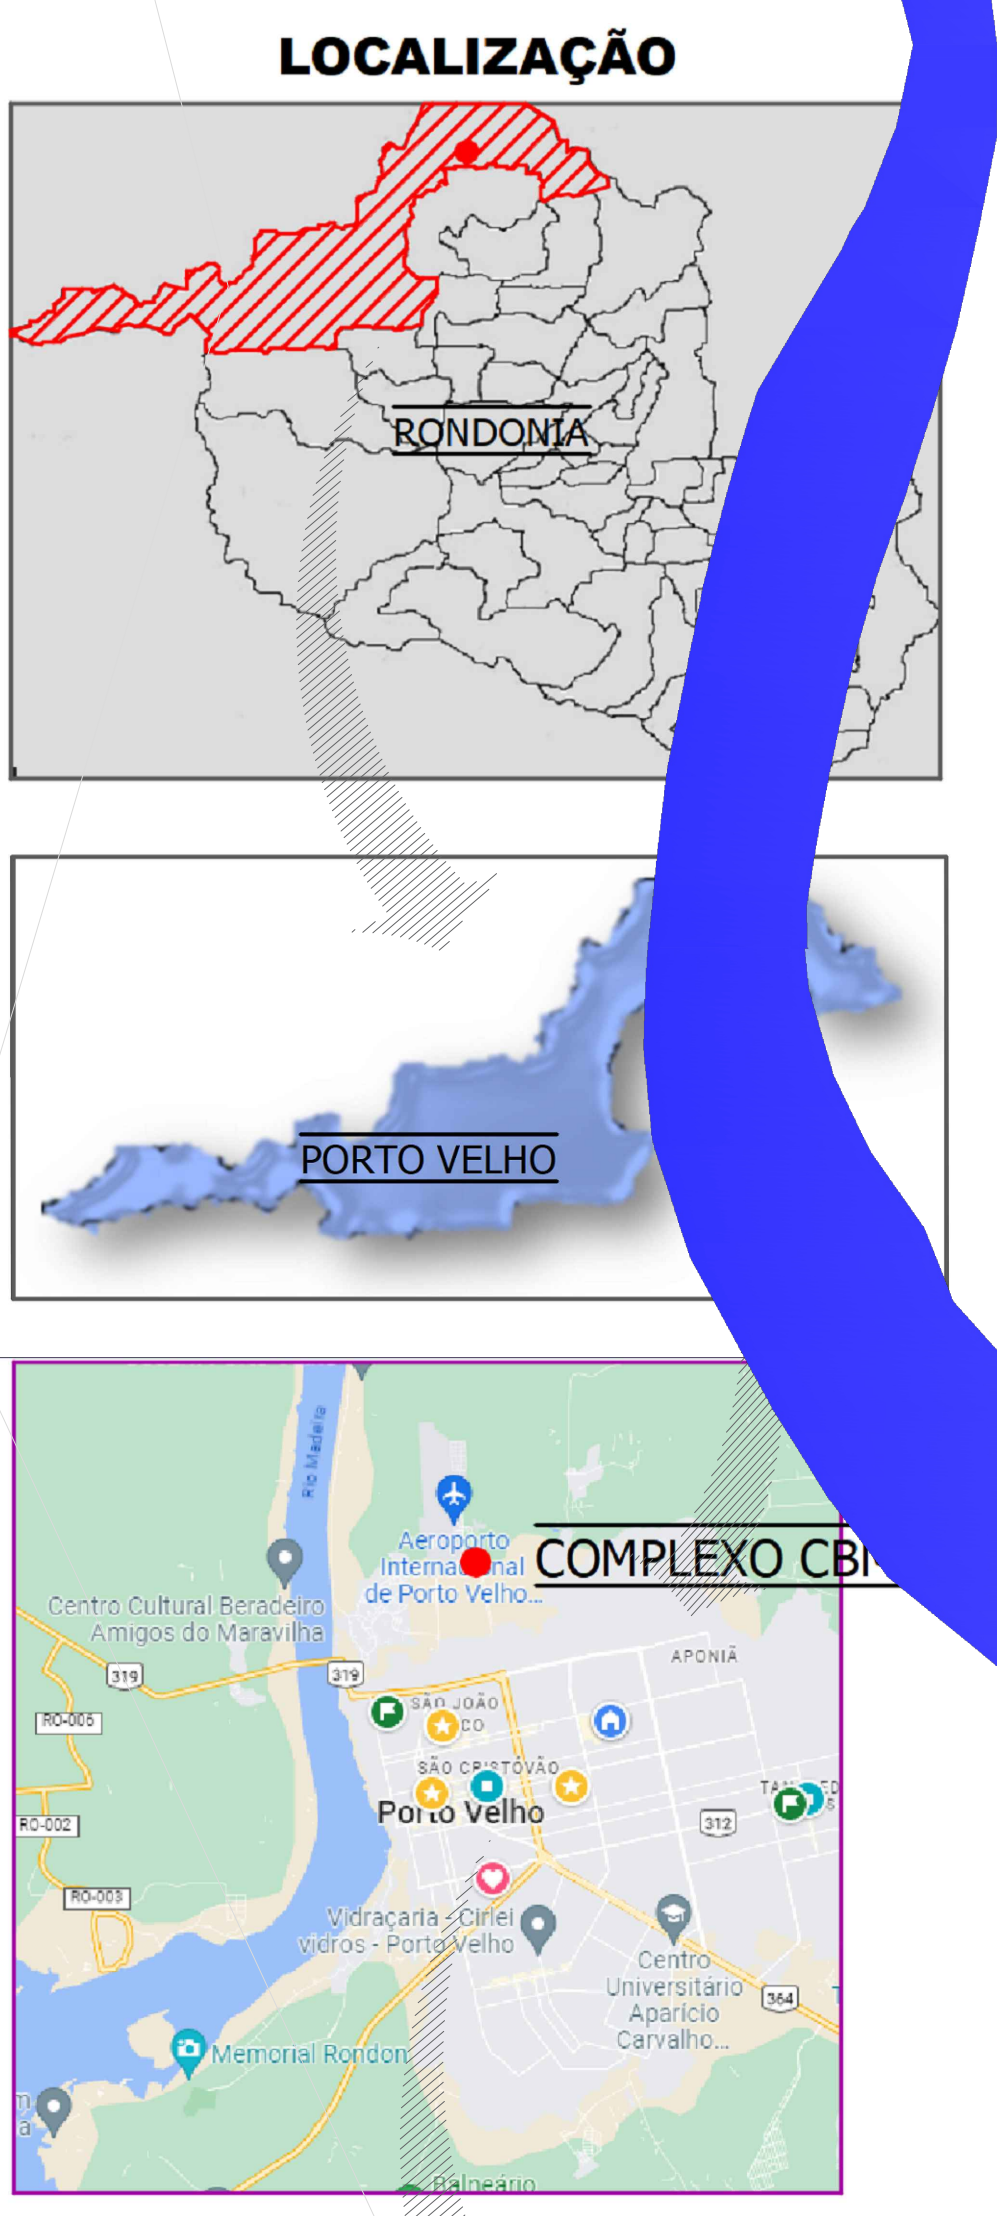 LOCALIZAÇÃO
RONDONIA
PORTO VELHO
Rio Madeira
Aeroporto
Internacional
de Porto Velho...
COMPLEXO
Centro Cultural Beradeiro
Amigos do Maravilha
APONIÃ
319
319
SÃO JOÃO
RO-005
SÃO CRISTÓVÃO
Porto Velho
RO-002
312
RO-003
Vidraçaria - Cirlei
vidros - Porto Velho
Centro
Universitário
Aparício
Carvalho...
364
Memorial Rondon
Balneário